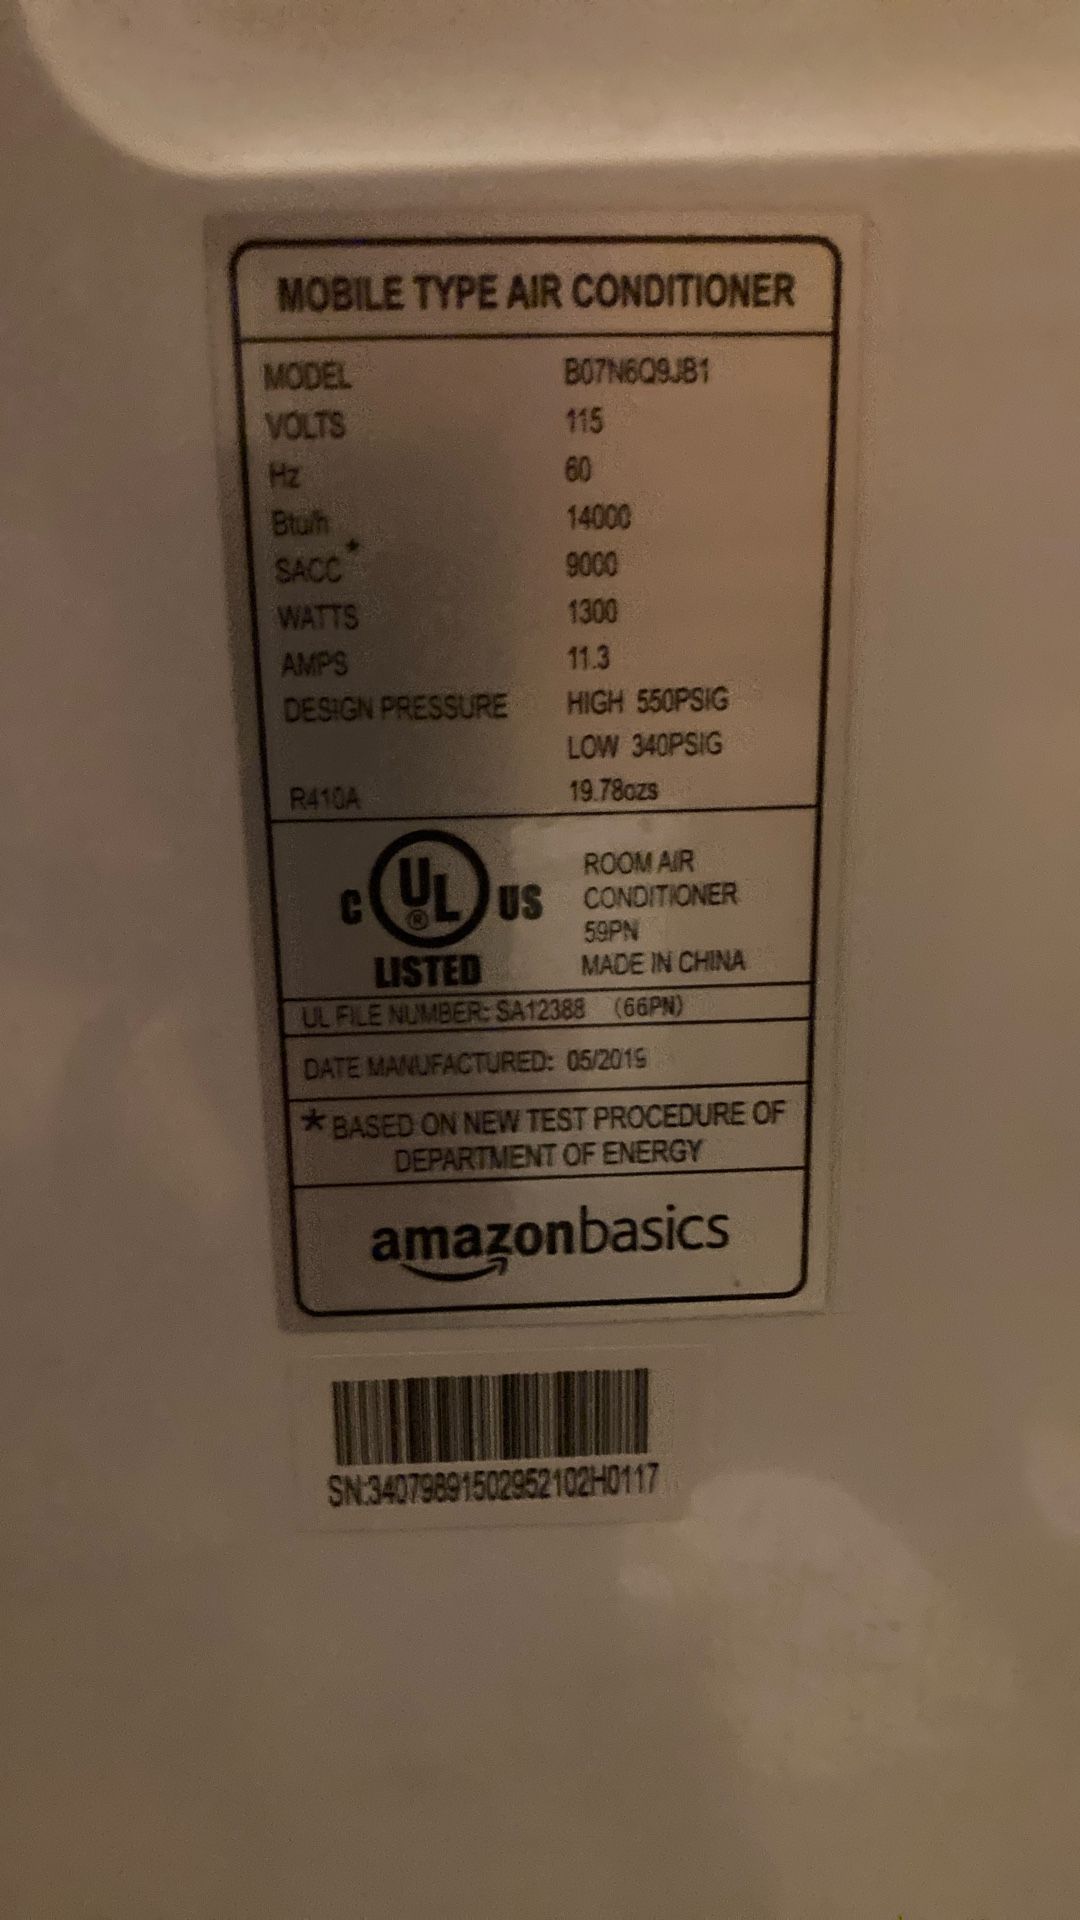 MOBILE TYPE AIR CONDITIONER
MODEL B07N6Q9JB1
VOLTS 115
Hz 60
Btu/h 14000
SACC* 9000
WATTS 1300
AMPS 11.3
DESIGN PRESSURE HIGH 550PSIG
LOW 340PSIG
R410A 19.78ozs
C UL® US
LISTED
ROOM AIR
CONDITIONER
59PN
MADE IN CHINA
UL FILE NUMBER: SA12388 (66PN)
DATE MANUFACTURED: 05/2019
*BASED ON NEW TEST PROCEDURE OF
DEPARTMENT OF ENERGY
amazonbasics
SN:34079891502952102H0117